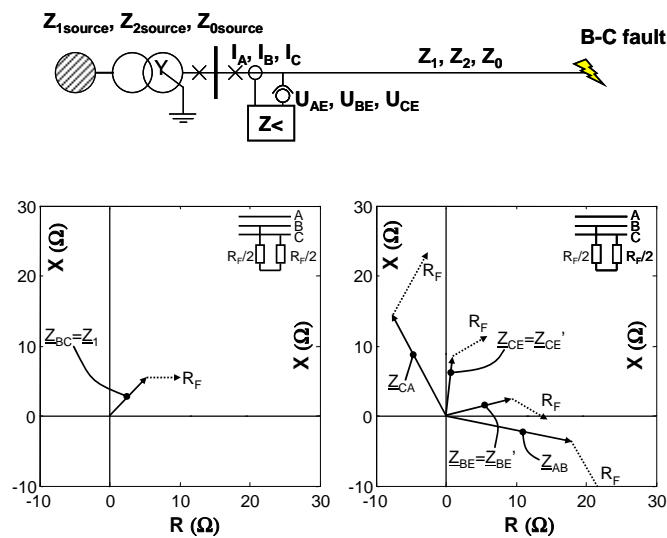 Z1source, Z2source, Z0source
B-C fault
IA, IB, IC
Z1, Z2, Z0
Y
UAE, UBE, UCE
Z<
30
20
10
0
-10
-10 0 10 20 30
X (Ω)
R (Ω)
A
B
C
RF/2 RF/2
ZBC=Z1
RF
X (Ω)
30
20
10
0
-10
-10 0 10 20 30
X (Ω)
R (Ω)
A
B
C
RF/2 RF/2
RF
RF
ZCE=ZCE'
ZCA
RF
ZBE=ZBE'
ZAB
RF